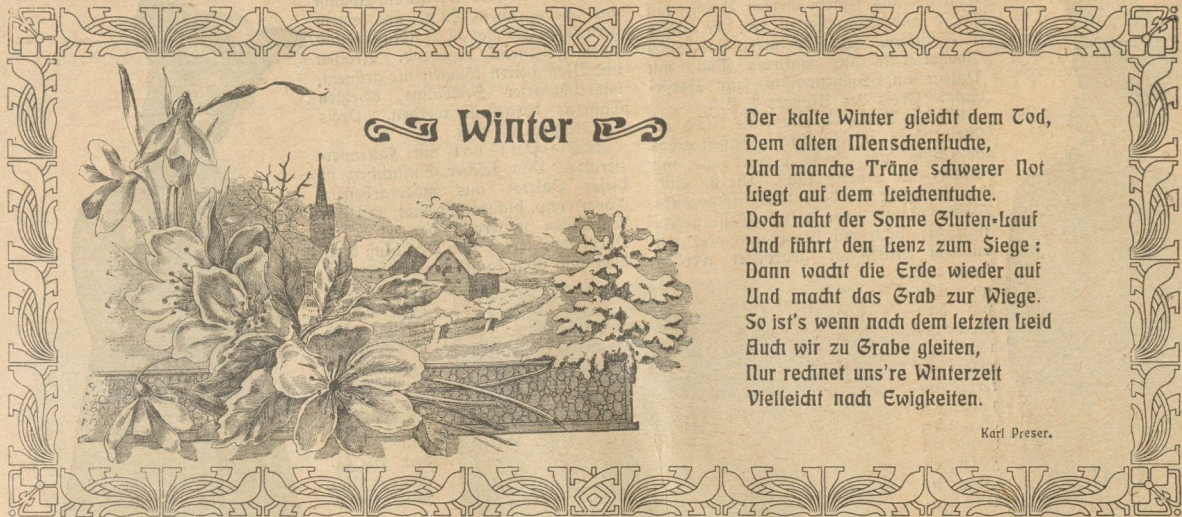 Winter
Der kalte Winter gleicht dem Tod,
Dem alten Menschenfluche,
Und manche Träne schwerer Not
Liegt auf dem Leichentuche.
Doch naht der Sonne Gluten-Lauf
Und führt den Lenz zum Siege:
Dann wacht die Erde wieder auf
Und macht das Grab zur Wiege.
So ist's wenn nach dem letzten Leid
Auch wir zu Grabe gleiten,
Nur rechnet uns're Winterzeit
Vielleicht nach Ewigkeiten.
Karl Preser.